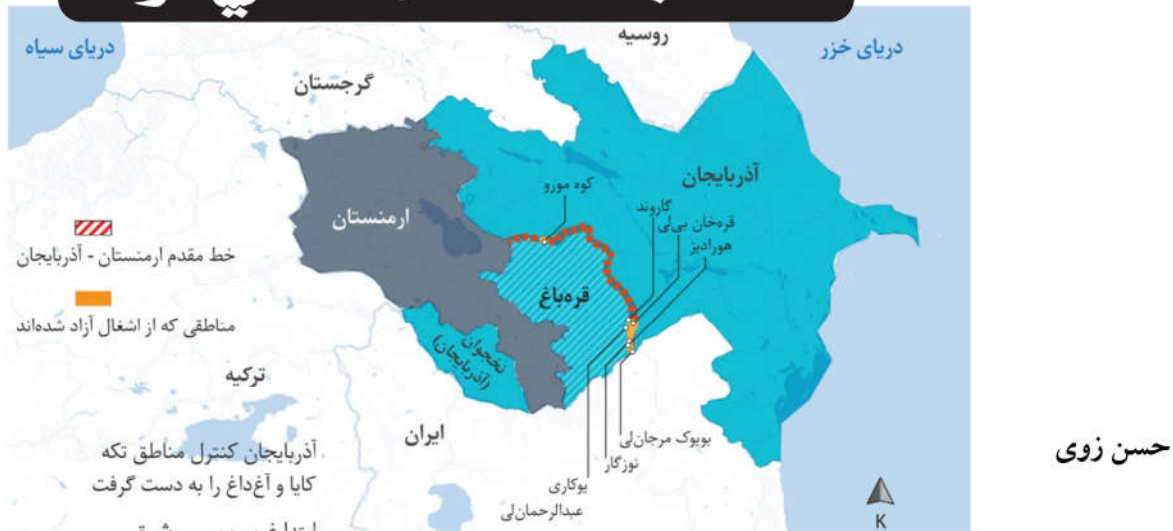 روسیه
دریای سیاه
دریای خزر
گرجستان
آذربایجان
کوه مورو
گاروند
قره‌خان بی‌لی
هورادیز
ارمنستان
خط مقدم ارمنستان - آذربایجان
قره‌باغ
مناطقی که از اشغال آزاد شده‌اند
نخجوان
(آذربایجان)
ترکیه
ایران
بویوک مرجان‌لی
نوزگار
یوکاری
عبدالرحمان‌لی
آذربایجان کنترل مناطق تکه
کایا و آغ‌داغ را به دست گرفت
حسن زوی
K